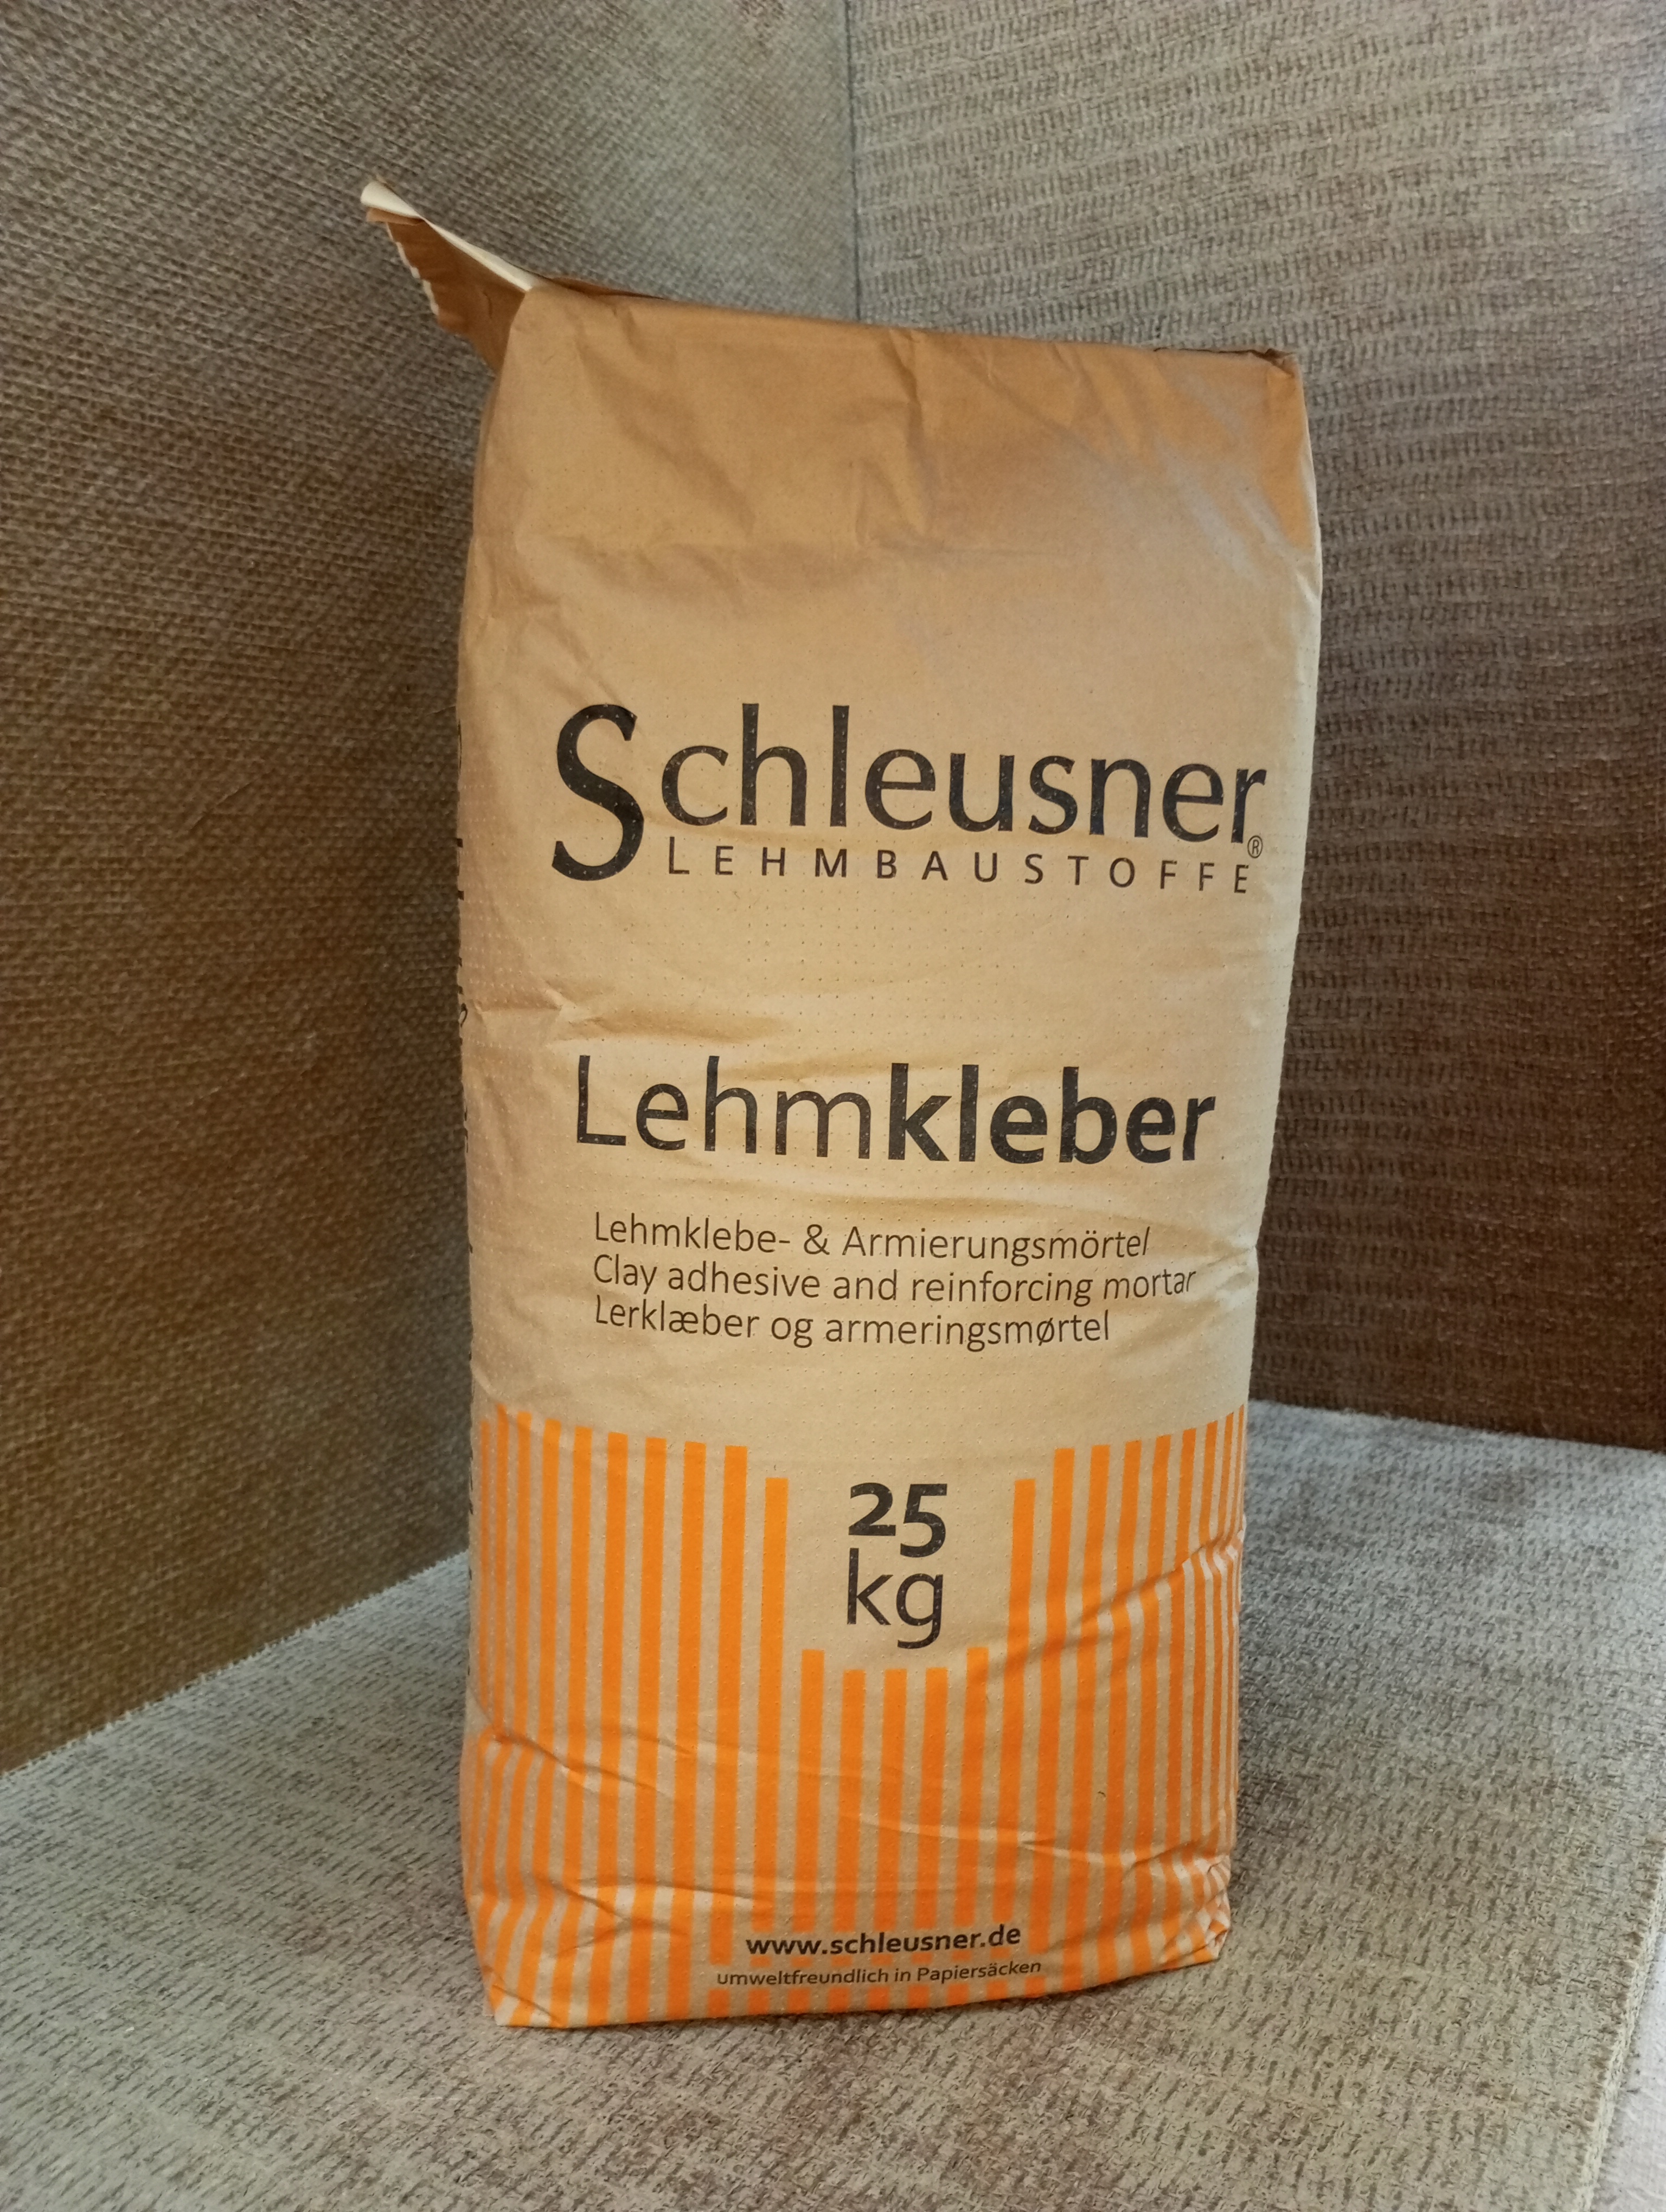 Schleusner®
LEHMBAUSTOFFE
Lehmkleber
Lehmklebe- & Armierungsmörtel
Clay adhesive and reinforcing mortar
Lerklæber og armeringsmørtel
25
kg
www.schleusner.de
umweltfreundlich in Papiersäcken